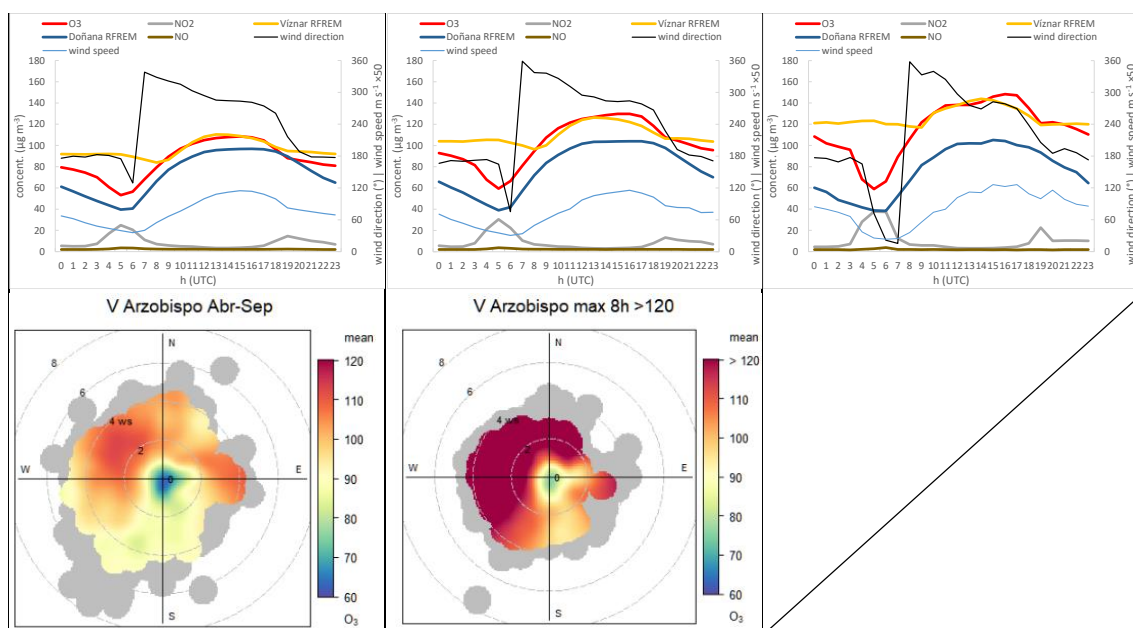 O3 NO2 Víznar RFREM
Doñana RFREM NO wind direction
wind speed
180
160
140
120
100
80
60
40
20
0
concent. (µg m-3)
360
300
240
180
120
60
0
wind direction (°) | wind speed m s-1 ×50
0 1 2 3 4 5 6 7 8 9 10 11 12 13 14 15 16 17 18 19 20 21 22 23
h (UTC)
O3 NO2 Víznar RFREM
Doñana RFREM NO wind direction
wind speed
180
160
140
120
100
80
60
40
20
0
concent. (µg m-3)
360
300
240
180
120
60
0
wind direction (°) | wind speed m s-1 ×50
0 1 2 3 4 5 6 7 8 9 10 11 12 13 14 15 16 17 18 19 20 21 22 23
h (UTC)
O3 NO2 Víznar RFREM
Doñana RFREM NO wind direction
wind speed
180
160
140
120
100
80
60
40
20
0
concent. (µg m-3)
360
300
240
180
120
60
0
wind direction (°) | wind speed m s-1 ×50
0 1 2 3 4 5 6 7 8 9 10 11 12 13 14 15 16 17 18 19 20 21 22 23
h (UTC)
V Arzobispo Abr-Sep
mean
N
8
6
4 ws
2
0
W
E
S
120
110
100
90
80
70
60
O3
V Arzobispo max 8h >120
mean
N
8
6
4 ws
2
0
W
E
S
> 120
110
100
90
80
70
60
O3